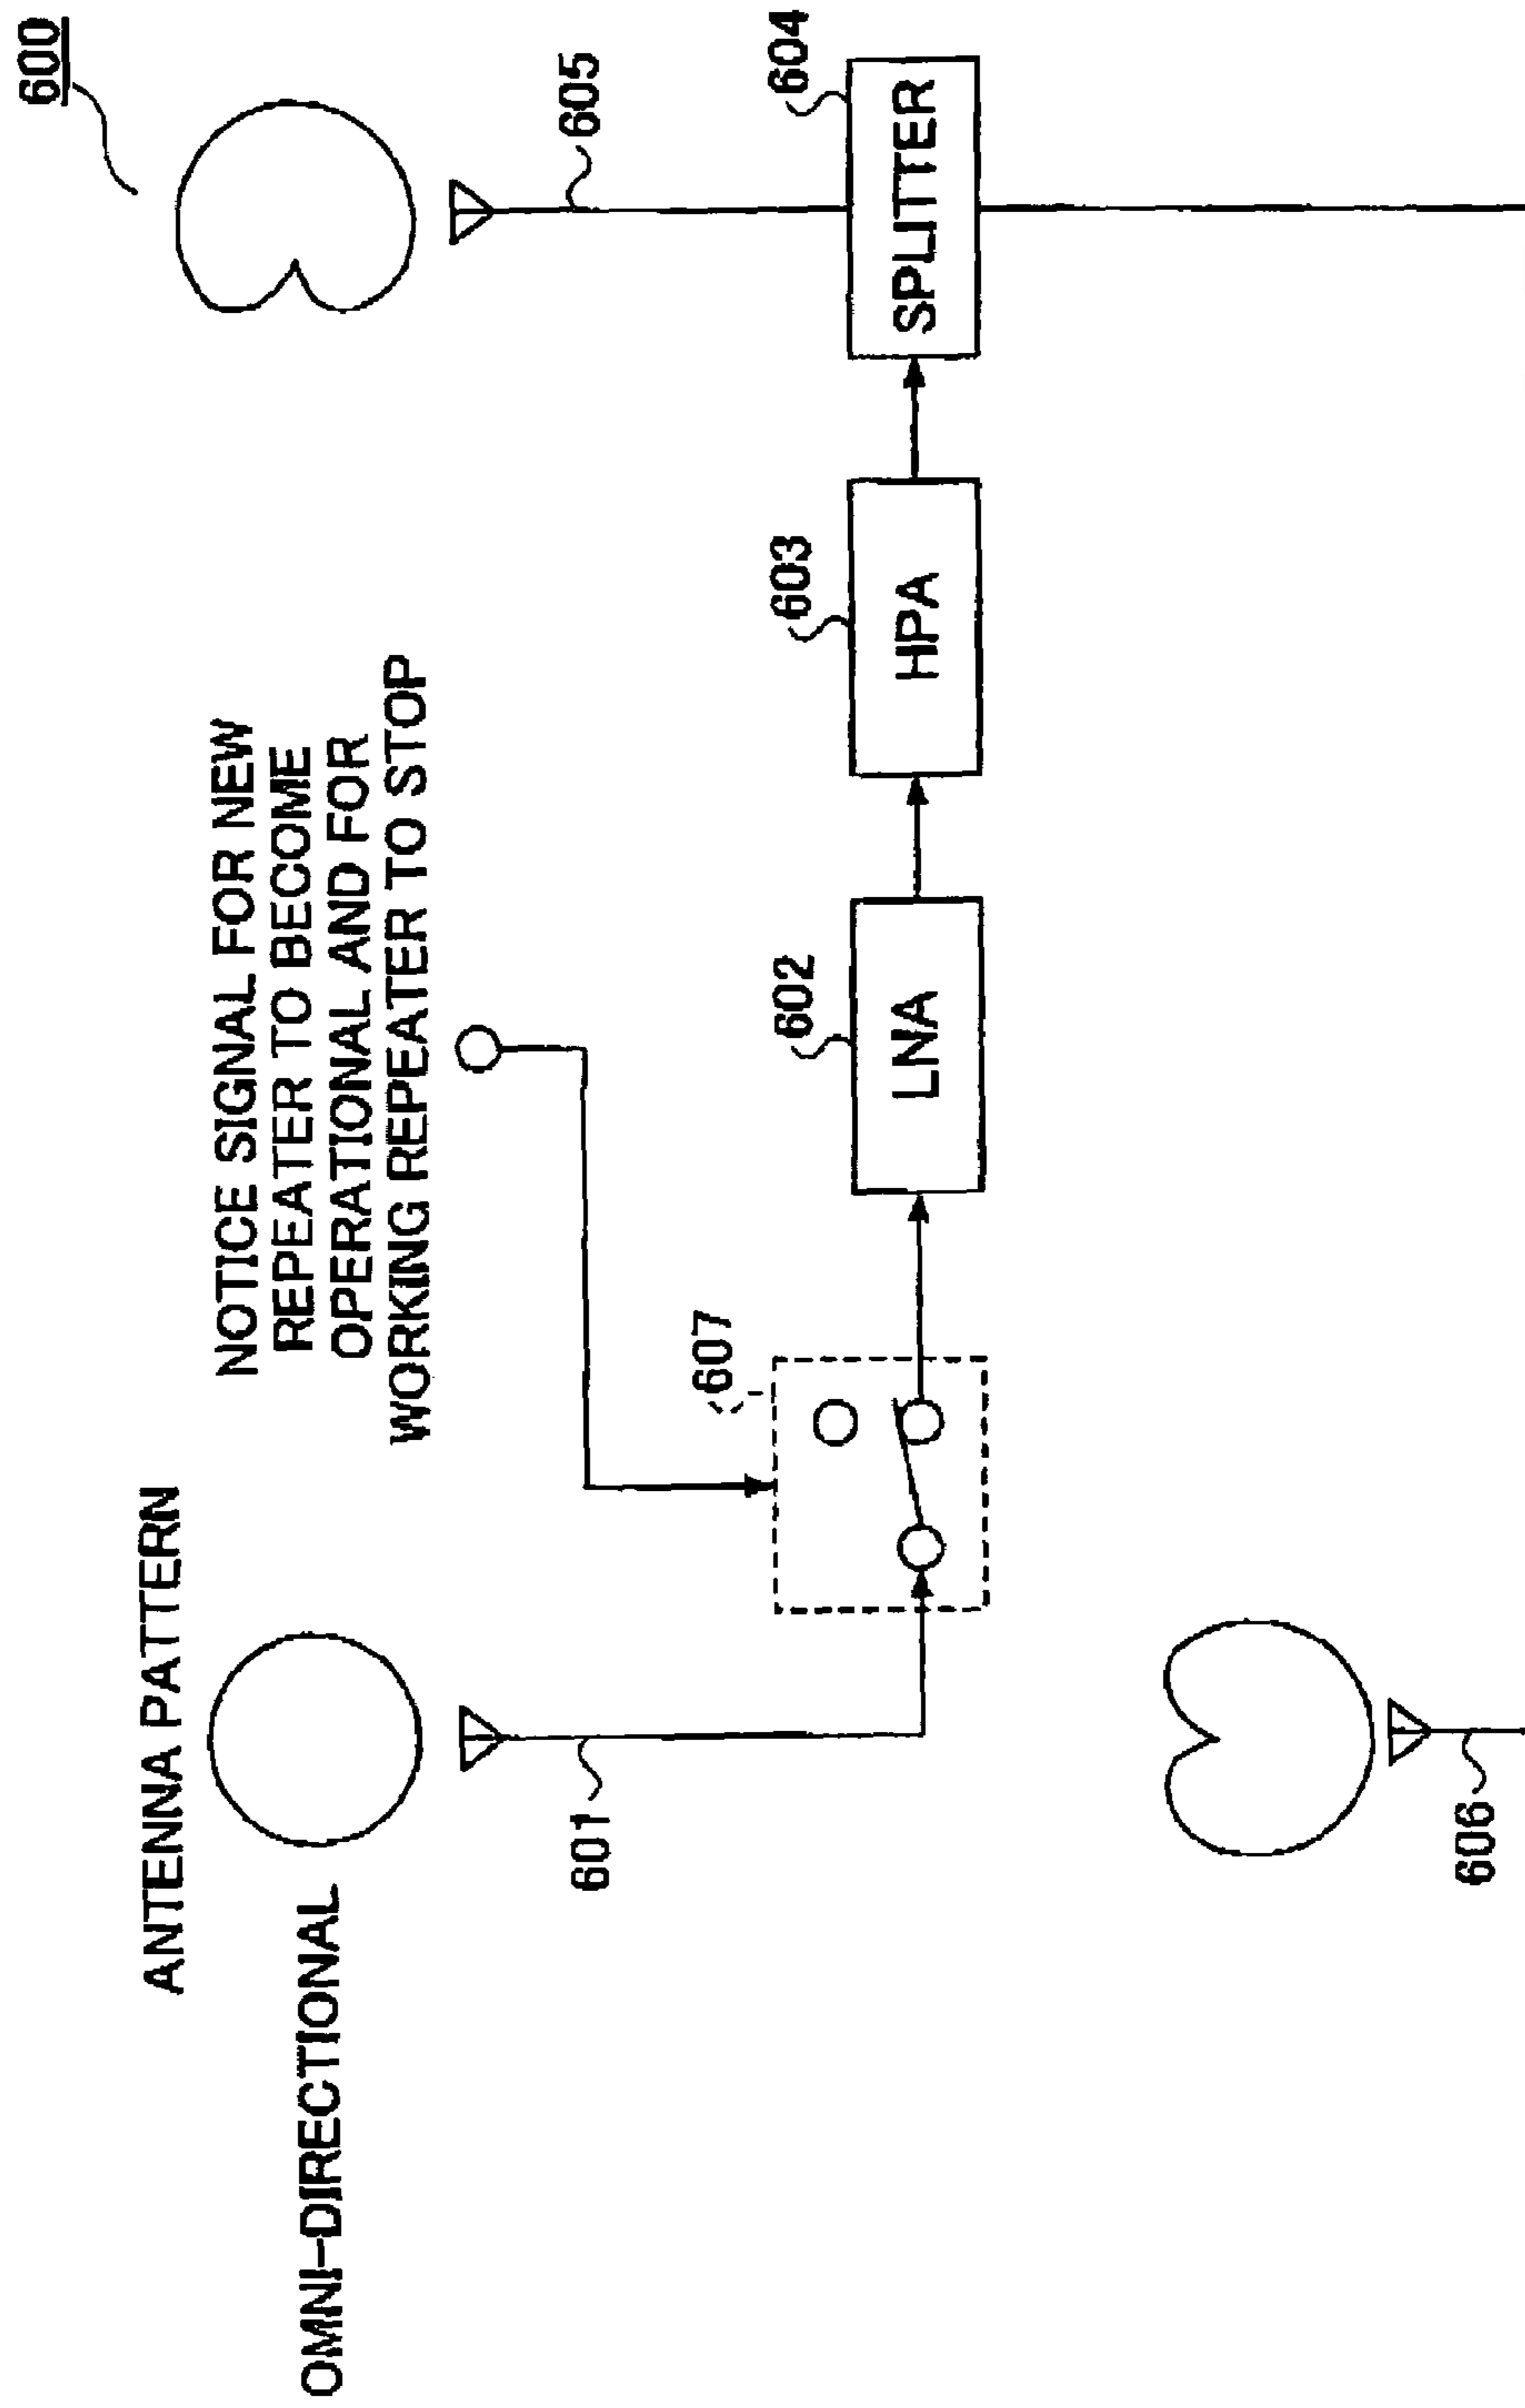 600
ANTENNA PATTERN
OMNI-DIRECTIONAL
NOTICE SIGNAL FOR NEW
REPEATER TO BECOME
OPERATIONAL AND FOR
WORKING REPEATER TO STOP
601
605
607
602
603
604
LNA
HPA
SPLITTER
606